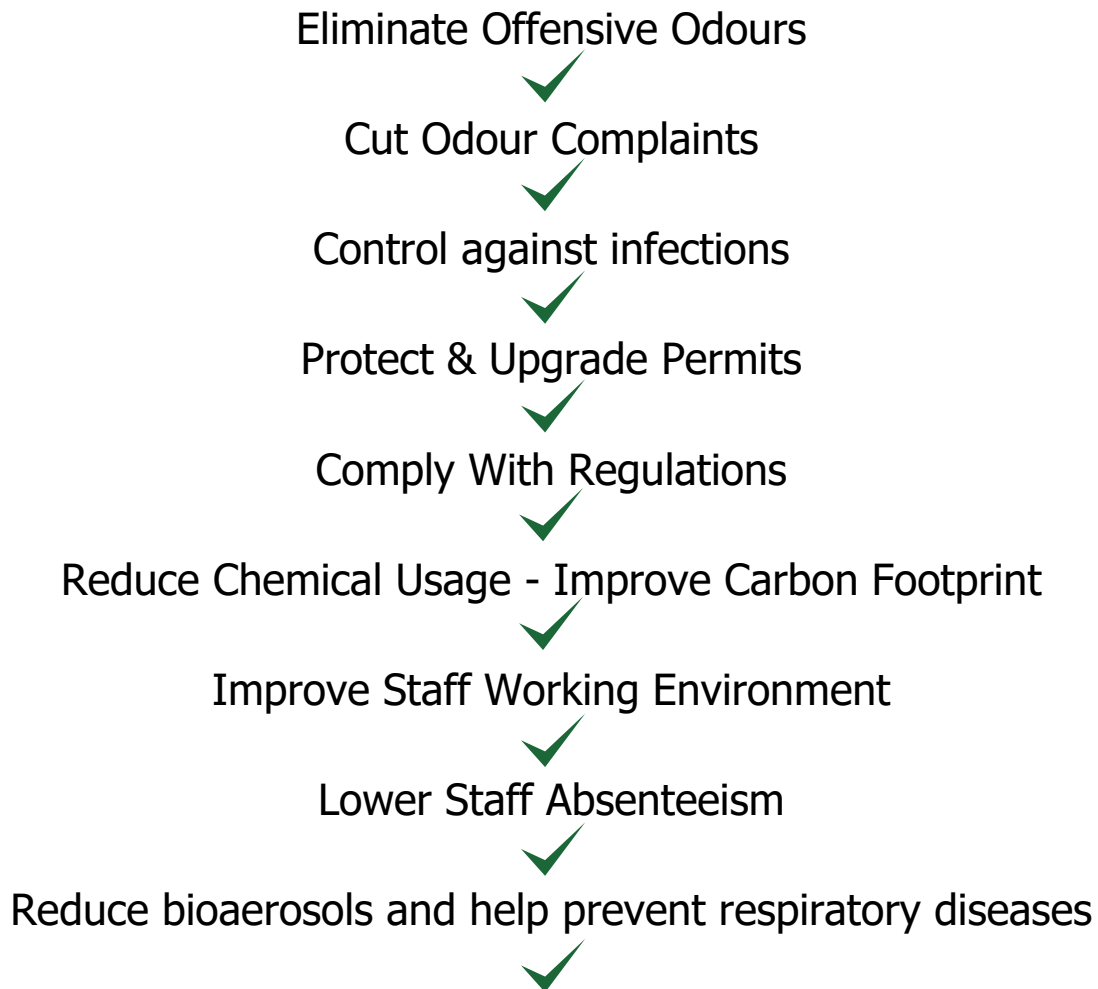 Eliminate Offensive Odours
Cut Odour Complaints
Control against infections
Protect & Upgrade Permits
Comply With Regulations
Reduce Chemical Usage - Improve Carbon Footprint
Improve Staff Working Environment
Lower Staff Absenteeism
Reduce bioaerosols and help prevent respiratory diseases